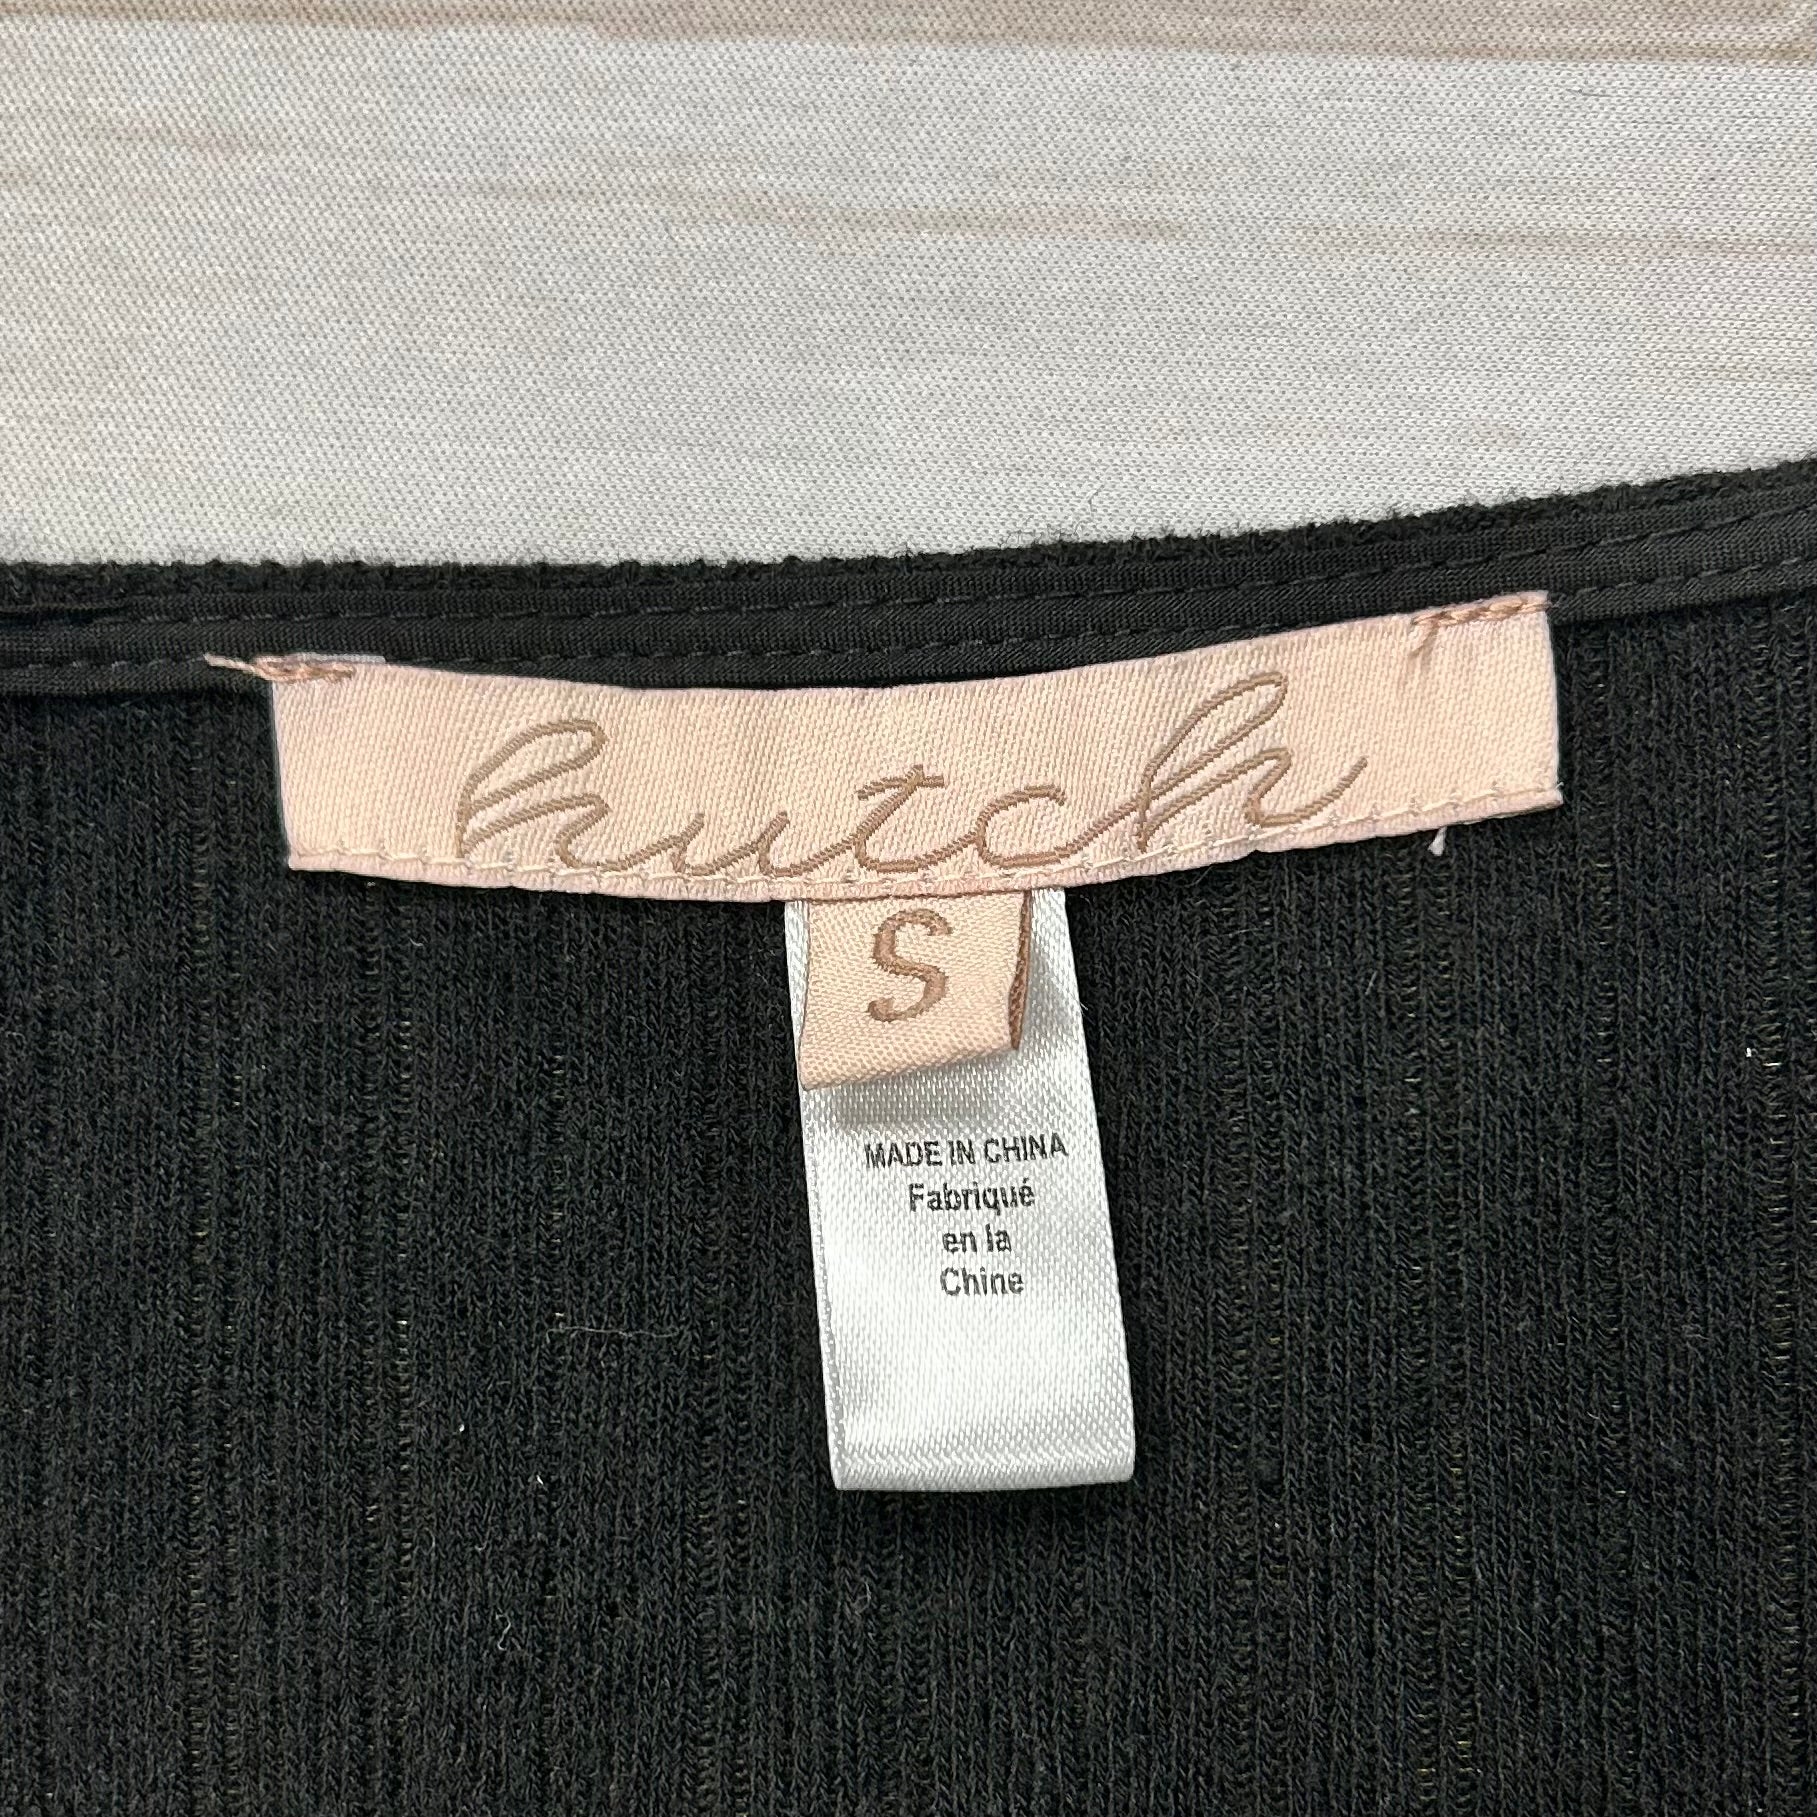 hutch
S
MADE IN CHINA
Fabriqué
en la
Chine